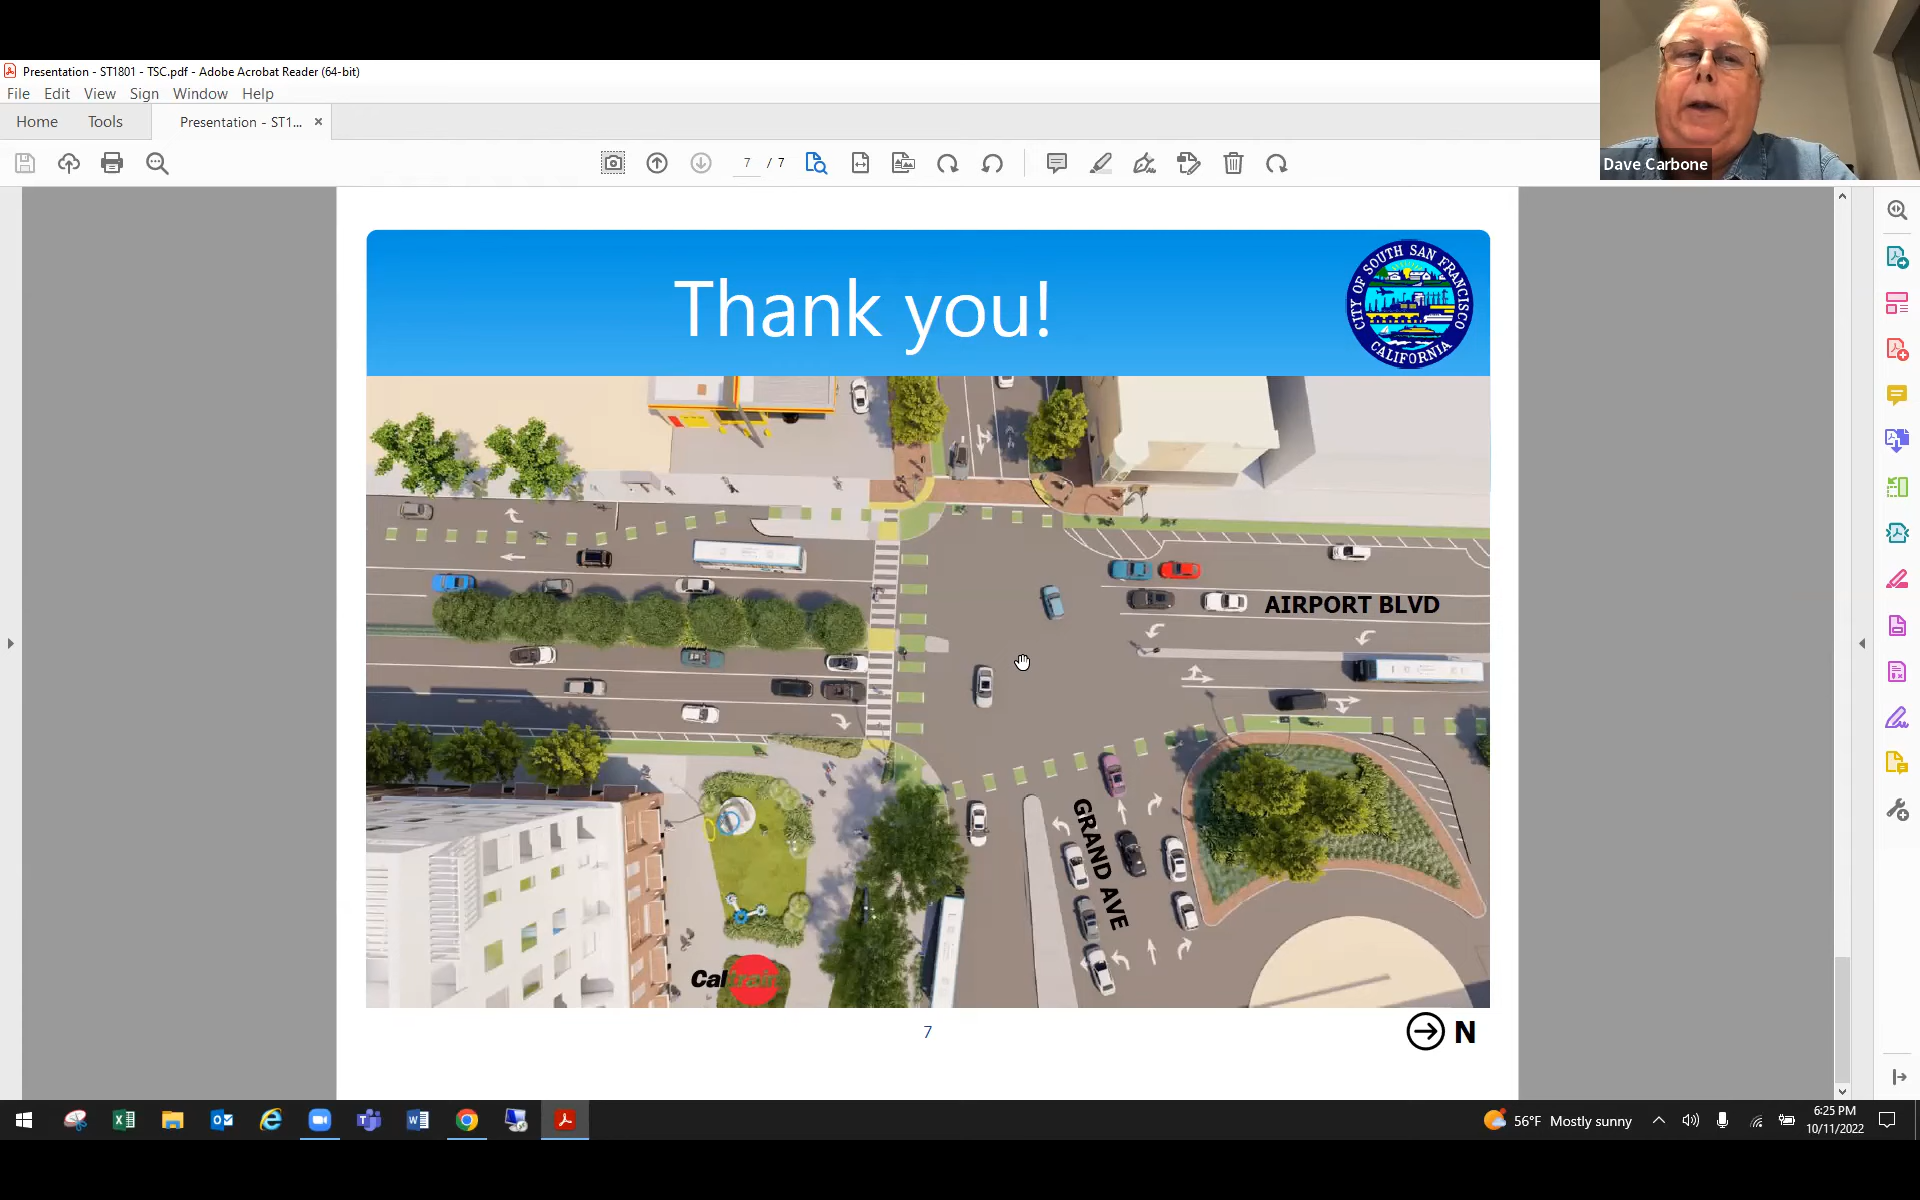 Presentation - ST1801 - TSC.pdf - Adobe Acrobat Reader (64-bit)
File Edit View Sign Window Help
Home Tools Presentation - ST1...
7 / 7
Dave Carbone
Thank you!
CITY OF SOUTH SAN FRANCISCO
CALIFORNIA
AIRPORT BLVD
GRAND AVE
Caltrain
7
N
56°F Mostly sunny
6:25 PM
10/11/2022